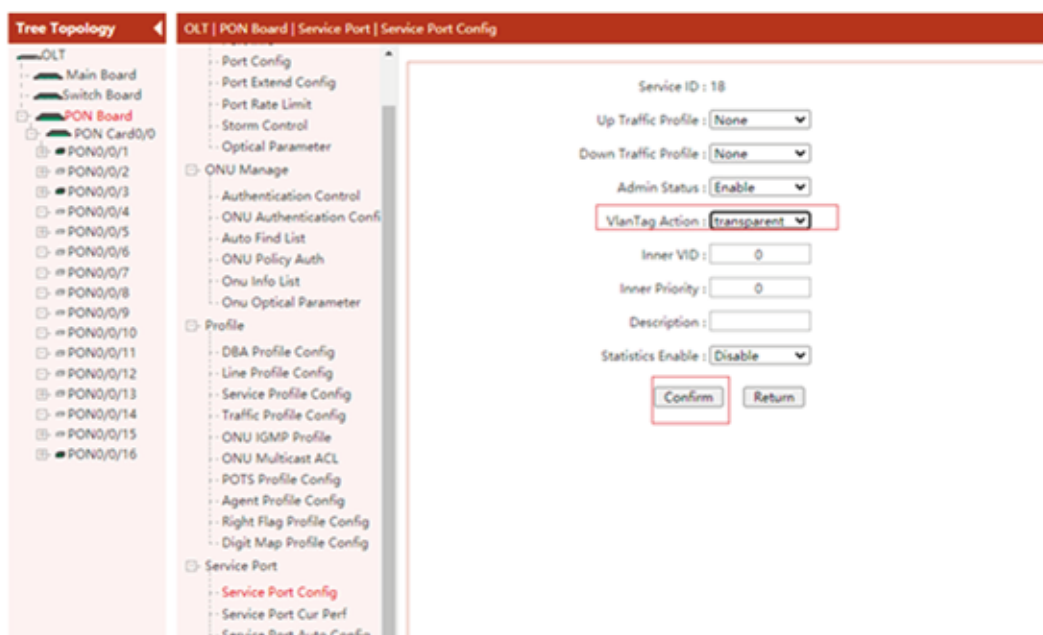 Tree Topology
OLT
Main Board
Switch Board
PON Board
PON Card0/0
PON0/0/1
PON0/0/2
PON0/0/3
PON0/0/4
PON0/0/5
PON0/0/6
PON0/0/7
PON0/0/8
PON0/0/9
PON0/0/10
PON0/0/11
PON0/0/12
PON0/0/13
PON0/0/14
PON0/0/15
PON0/0/16
OLT | PON Board | Service Port | Service Port Config
Port Config
Port Extend Config
Port Rate Limit
Storm Control
Optical Parameter
ONU Manage
Authentication Control
ONU Authentication Confi
Auto Find List
ONU Policy Auth
Onu Info List
Onu Optical Parameter
Profile
DBA Profile Config
Line Profile Config
Service Profile Config
Traffic Profile Config
ONU IGMP Profile
ONU Multicast ACL
POTS Profile Config
Agent Profile Config
Right Flag Profile Config
Digit Map Profile Config
Service Port
Service Port Config
Service Port Cur Perf
Service Port Auto Config
Service ID : 18
Up Traffic Profile : None
Down Traffic Profile : None
Admin Status : Enable
VlanTag Action : transparent
Inner VID : 0
Inner Priority : 0
Description :
Statistics Enable : Disable
Confirm Return